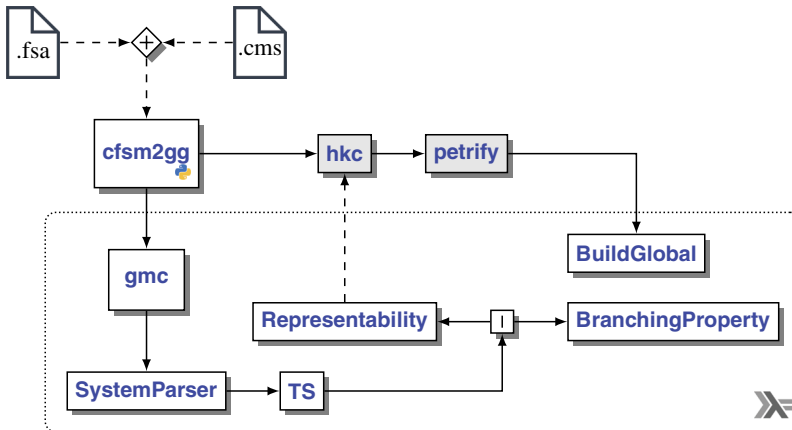 .fsa
+
.cms
cfsm2gg
hkc
petrify
BuildGlobal
gmc
Representability
|
BranchingProperty
SystemParser
TS